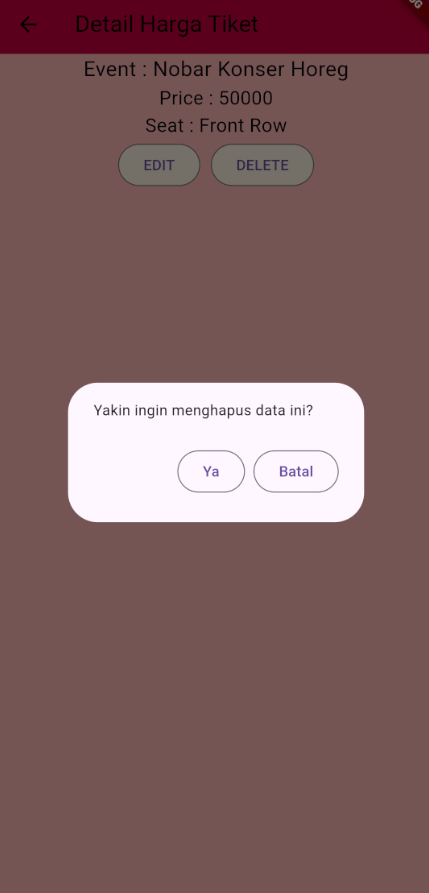 Detail Harga Tiket
Event : Nobar Konser Horeg
Price : 50000
Seat : Front Row
EDIT DELETE
Yakin ingin menghapus data ini?
Ya Batal